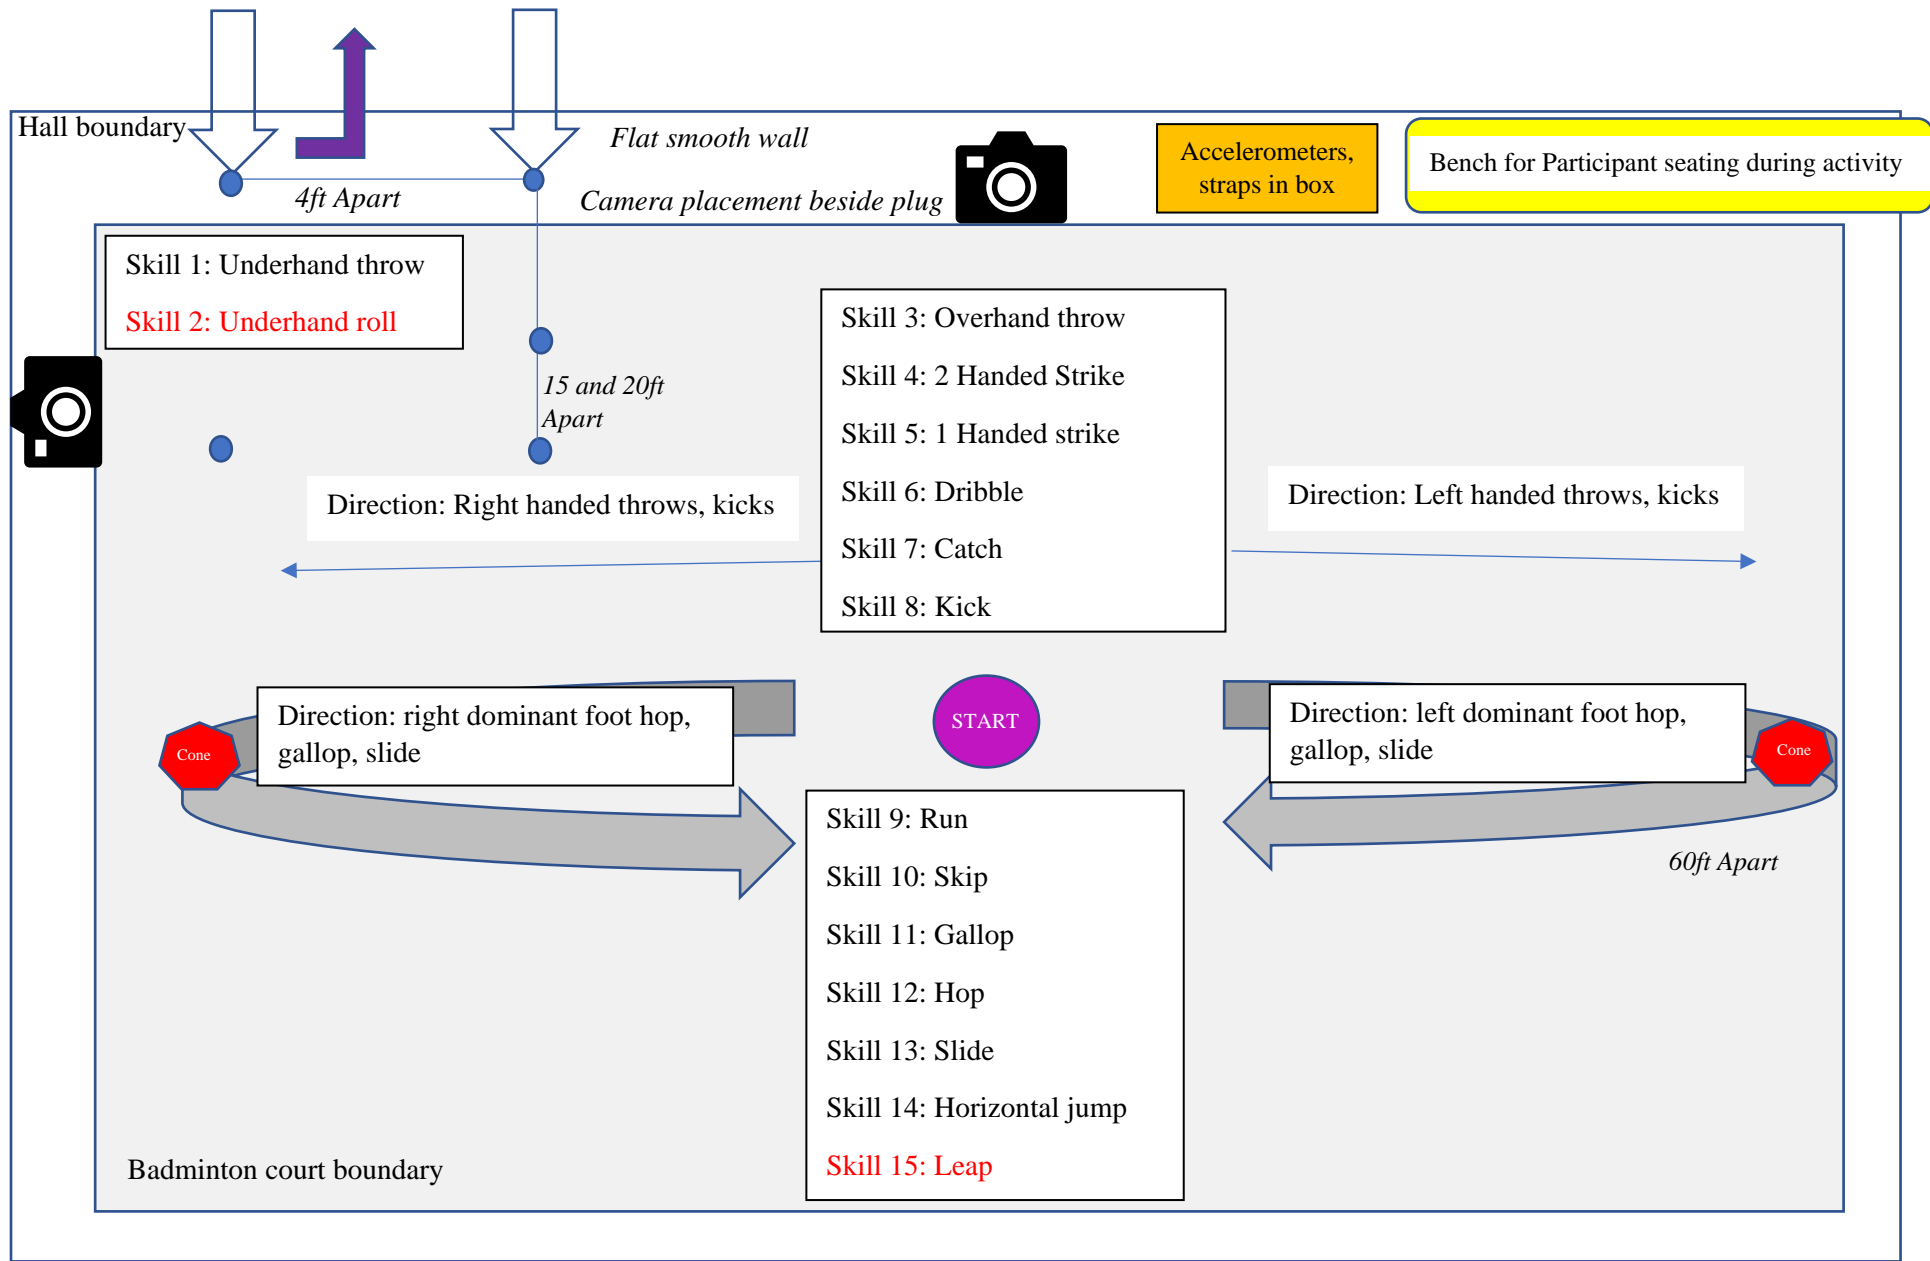 Hall boundary
Flat smooth wall
Accelerometers,
straps in box
Bench for Participant seating during activity
4ft Apart
Camera placement beside plug
Skill 1: Underhand throw
Skill 2: Underhand roll
15 and 20ft
Apart
Skill 3: Overhand throw
Skill 4: 2 Handed Strike
Skill 5: 1 Handed strike
Skill 6: Dribble
Skill 7: Catch
Skill 8: Kick
Direction: Right handed throws, kicks
Direction: Left handed throws, kicks
Direction: right dominant foot hop,
gallop, slide
START
Direction: left dominant foot hop,
gallop, slide
Cone
Cone
60ft Apart
Skill 9: Run
Skill 10: Skip
Skill 11: Gallop
Skill 12: Hop
Skill 13: Slide
Skill 14: Horizontal jump
Skill 15: Leap
Badminton court boundary